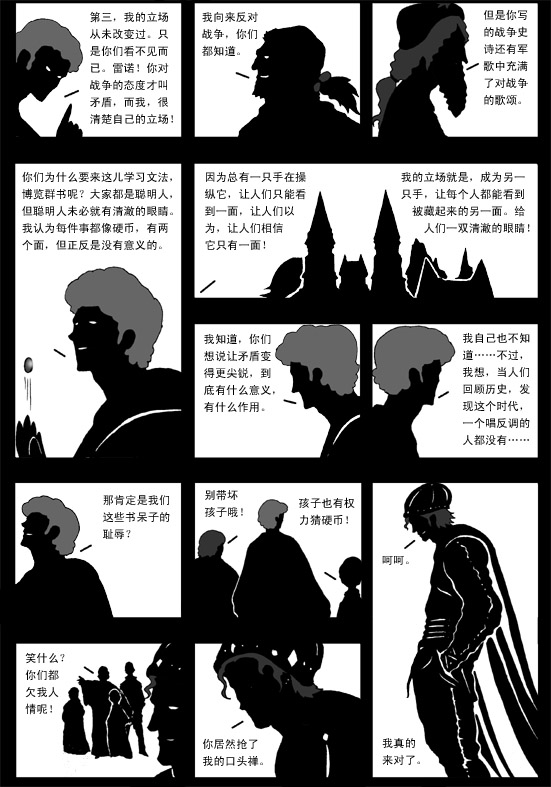 第三，我的立场
从未改变过。只
是你们看不见而
已。雷诺！你对
战争的态度才叫
矛盾，而我，很
清楚自己的立场！
我向来反对
战争，你们
都知道。
但是你写
的战争史
诗还有军
歌中充满
了对战争
的歌颂。
你们为什么要来这儿学习文法，
博览群书呢？大家都是聪明人，
但聪明人未必就有清澈的眼睛。
我认为每件事都像硬币，有两
个面，但正反是没有意义的。
因为总有一只手在操
纵它，让人们只能看
到一面，让人们以
为，让人们相信
它只有一面！
我的立场就是，成为另一
只手，让每个人都能看到
被藏起来的另一面。给
人们一双清澈的眼睛！
我知道，你们
想说让矛盾变
得更尖锐，到
底有什么意义，
有什么作用。
我自己也不知
道……不过，
我想，当人们
回顾历史，发
现这个时代，
一个唱反调的
人都没有……
那肯定是我们
这些书呆子的
耻辱？
别带坏
孩子哦！
孩子也有权
力猜硬币！
呵呵。
我真的
来对了。
笑什么？
你们都
欠我人
情呢！
你居然抢了
我的口头禅。